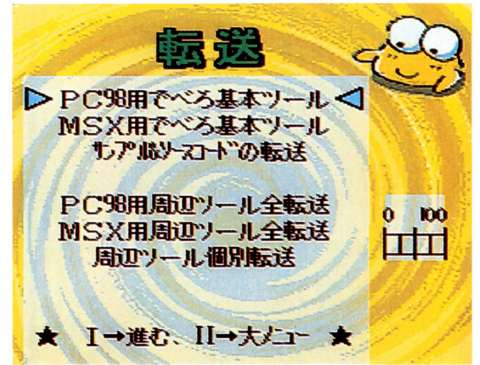 転送
▷PC98用でべろ基本ツール◁
MSX用でべろ基本ツール
サンプル&ソースコードの転送
PC98用周辺ツール全転送
MSX用周辺ツール全転送
周辺ツール個別転送
0 100
★ I→進む、II→大メニュー ★